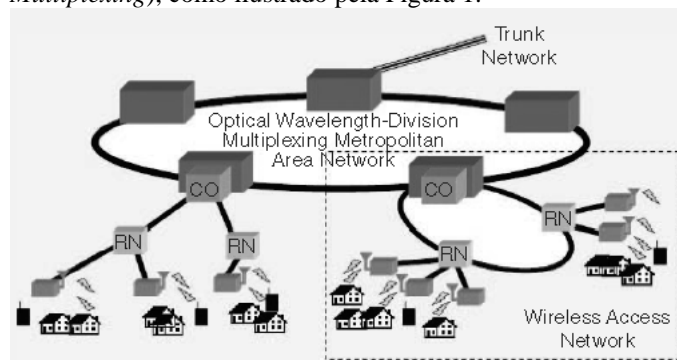 Multiplexing), como ilustrado pela Figura 1.
Trunk
Network
Optical Wavelength-Division
Multiplexing Metropolitan
Area Network
CO
CO
RN
RN
RN
RN
Wireless Access
Network